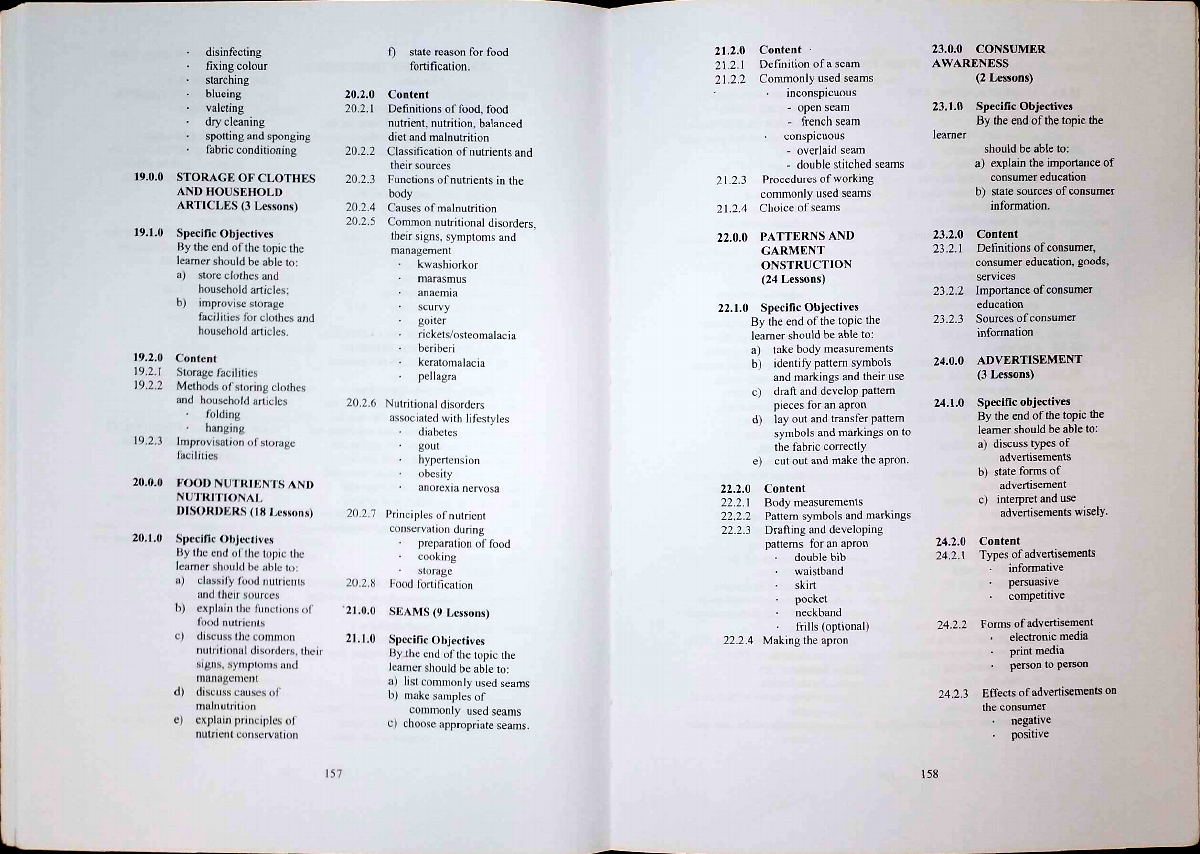 · disinfecting
· fixing colour
· starching
· blueing
· valeting
· dry cleaning
· spotting and sponging
· fabric conditioning
19.0.0 STORAGE OF CLOTHES
AND HOUSEHOLD
ARTICLES (3 Lessons)
19.1.0 Specific Objectives
By the end of the topic the
learner should be able to:
a) store clothes and
household articles;
b) improvise storage
facilities for clothes and
household articles.
19.2.0 Content
19.2.1 Storage facilities
19.2.2 Methods of storing clothes
and household articles
· folding
· hanging
19.2.3 Improvisation of storage
facilities
20.0.0 FOOD NUTRIENTS AND
NUTRITIONAL
DISORDERS (18 Lessons)
20.1.0 Specific Objectives
By the end of the topic the
learner should be able to:
a) classify food nutrients
and their sources
b) explain the functions of
food nutrients
c) discuss the common
nutritional disorders, their
signs, symptoms and
management
d) discuss causes of
malnutrition
e) explain principles of
nutrient conservation
f) state reason for food
fortification.
20.2.0 Content
20.2.1 Definitions of food, food
nutrient, nutrition, balanced
diet and malnutrition
20.2.2 Classification of nutrients and
their sources
20.2.3 Functions of nutrients in the
body
20.2.4 Causes of malnutrition
20.2.5 Common nutritional disorders,
their signs, symptoms and
management
· kwashiorkor
· marasmus
· anaemia
· scurvy
· goiter
· rickets/osteomalacia
· beriberi
· keratomalacia
· pellagra
20.2.6 Nutritional disorders
associated with lifestyles
· diabetes
· gout
· hypertension
· obesity
· anorexia nervosa
20.2.7 Principles of nutrient
conservation during
· preparation of food
· cooking
· storage
20.2.8 Food fortification
21.0.0 SEAMS (9 Lessons)
21.1.0 Specific Objectives
By the end of the topic the
learner should be able to:
a) list commonly used seams
b) make samples of
commonly used seams
c) choose appropriate seams.
157
21.2.0 Content
21.2.1 Definition of a seam
21.2.2 Commonly used seams
· inconspicuous
- open seam
- french seam
· conspicuous
- overlaid seam
- double stitched seams
21.2.3 Procedures of working
commonly used seams
21.2.4 Choice of seams
22.0.0 PATTERNS AND
GARMENT
ONSTRUCTION
(24 Lessons)
22.1.0 Specific Objectives
By the end of the topic the
learner should be able to:
a) take body measurements
b) identify pattern symbols
and markings and their use
c) draft and develop pattern
pieces for an apron
d) lay out and transfer pattern
symbols and markings on to
the fabric correctly
e) cut out and make the apron.
22.2.0 Content
22.2.1 Body measurements
22.2.2 Pattern symbols and markings
22.2.3 Drafting and developing
patterns for an apron
· double bib
· waistband
· skirt
· pocket
· neckband
· frills (optional)
22.2.4 Making the apron
23.0.0 CONSUMER
AWARENESS
(2 Lessons)
23.1.0 Specific Objectives
By the end of the topic the
learner
should be able to:
a) explain the importance of
consumer education
b) state sources of consumer
information.
23.2.0 Content
23.2.1 Definitions of consumer,
consumer education, goods,
services
23.2.2 Importance of consumer
education
23.2.3 Sources of consumer
information
24.0.0 ADVERTISEMENT
(3 Lessons)
24.1.0 Specific objectives
By the end of the topic the
learner should be able to:
a) discuss types of
advertisements
b) state forms of
advertisement
c) interpret and use
advertisements wisely.
24.2.0 Content
24.2.1 Types of advertisements
· informative
· persuasive
· competitive
24.2.2 Forms of advertisement
· electronic media
· print media
· person to person
24.2.3 Effects of advertisements on
the consumer
· negative
· positive
158